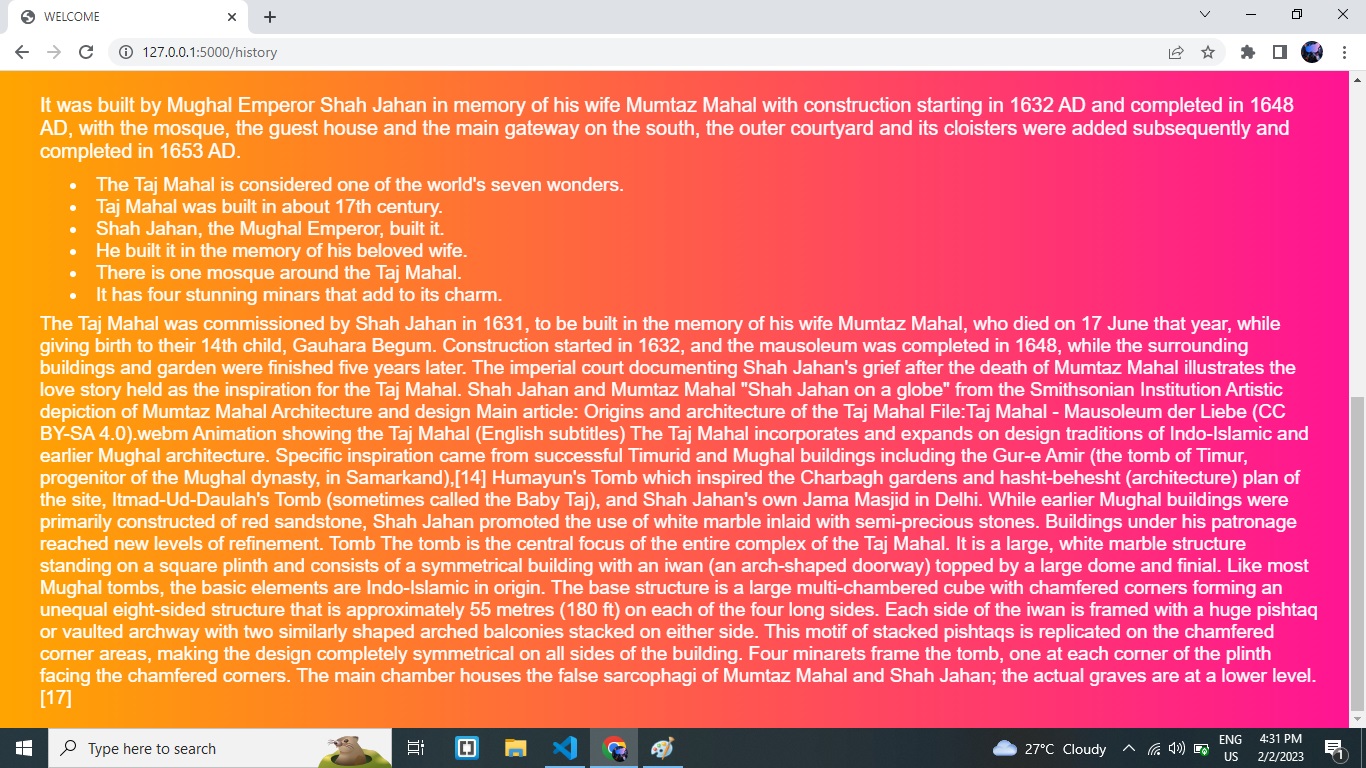 WELCOME
127.0.0.1:5000/history
It was built by Mughal Emperor Shah Jahan in memory of his wife Mumtaz Mahal with construction starting in 1632 AD and completed in 1648
AD, with the mosque, the guest house and the main gateway on the south, the outer courtyard and its cloisters were added subsequently and
completed in 1653 AD.
• The Taj Mahal is considered one of the world's seven wonders.
• Taj Mahal was built in about 17th century.
• Shah Jahan, the Mughal Emperor, built it.
• He built it in the memory of his beloved wife.
• There is one mosque around the Taj Mahal.
• It has four stunning minars that add to its charm.
The Taj Mahal was commissioned by Shah Jahan in 1631, to be built in the memory of his wife Mumtaz Mahal, who died on 17 June that year, while
giving birth to their 14th child, Gauhara Begum. Construction started in 1632, and the mausoleum was completed in 1648, while the surrounding
buildings and garden were finished five years later. The imperial court documenting Shah Jahan's grief after the death of Mumtaz Mahal illustrates the
love story held as the inspiration for the Taj Mahal. Shah Jahan and Mumtaz Mahal "Shah Jahan on a globe" from the Smithsonian Institution Artistic
depiction of Mumtaz Mahal Architecture and design Main article: Origins and architecture of the Taj Mahal File:Taj Mahal - Mausoleum der Liebe (CC
BY-SA 4.0).webm Animation showing the Taj Mahal (English subtitles) The Taj Mahal incorporates and expands on design traditions of Indo-Islamic and
earlier Mughal architecture. Specific inspiration came from successful Timurid and Mughal buildings including the Gur-e Amir (the tomb of Timur,
progenitor of the Mughal dynasty, in Samarkand),[14] Humayun's Tomb which inspired the Charbagh gardens and hasht-behesht (architecture) plan of
the site, Itmad-Ud-Daulah's Tomb (sometimes called the Baby Taj), and Shah Jahan's own Jama Masjid in Delhi. While earlier Mughal buildings were
primarily constructed of red sandstone, Shah Jahan promoted the use of white marble inlaid with semi-precious stones. Buildings under his patronage
reached new levels of refinement. Tomb The tomb is the central focus of the entire complex of the Taj Mahal. It is a large, white marble structure
standing on a square plinth and consists of a symmetrical building with an iwan (an arch-shaped doorway) topped by a large dome and finial. Like most
Mughal tombs, the basic elements are Indo-Islamic in origin. The base structure is a large multi-chambered cube with chamfered corners forming an
unequal eight-sided structure that is approximately 55 metres (180 ft) on each of the four long sides. Each side of the iwan is framed with a huge pishtaq
or vaulted archway with two similarly shaped arched balconies stacked on either side. This motif of stacked pishtaqs is replicated on the chamfered
corner areas, making the design completely symmetrical on all sides of the building. Four minarets frame the tomb, one at each corner of the plinth
facing the chamfered corners. The main chamber houses the false sarcophagi of Mumtaz Mahal and Shah Jahan; the actual graves are at a lower level.
[17]
Type here to search
27°C Cloudy
ENG
US
4:31 PM
2/2/2023
1